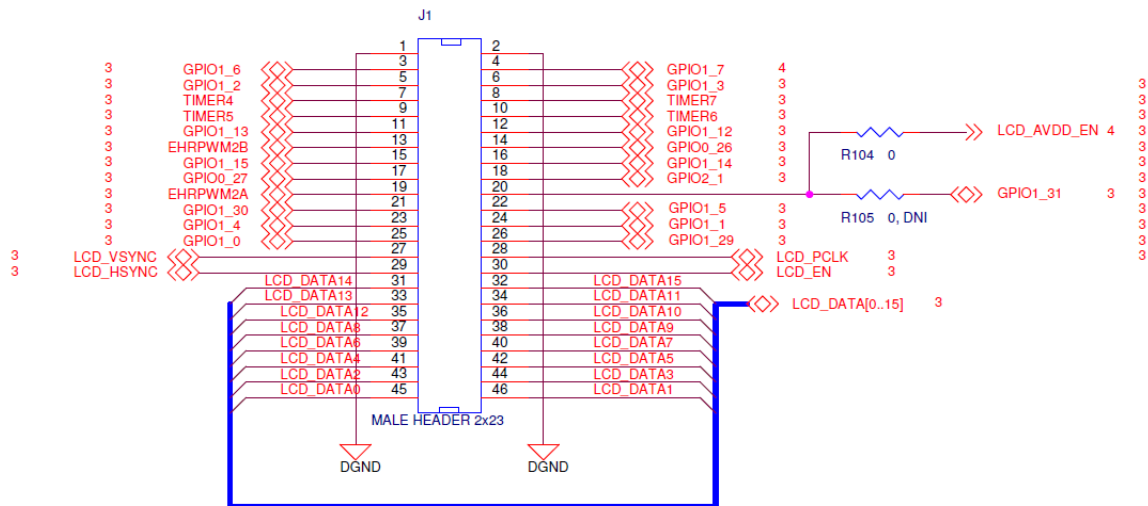 J1
1 2
3 4
3 GPIO1_6 5 6 GPIO1_7 4
3 GPIO1_2 7 8 GPIO1_3 3 3
3 TIMER4 9 10 TIMER7 3 3
3 TIMER5 11 12 TIMER6 3 3
3 GPIO1_13 13 14 GPIO1_12 3 LCD_AVDD_EN 4 3
3 EHRPWM2B 15 16 GPIO0_26 3 R104 0 3
3 GPIO1_15 17 18 GPIO1_14 3 3
3 GPIO0_27 19 20 GPIO2_1 3 3
3 EHRPWM2A 21 22 GPIO1_31 3 3
3 GPIO1_30 23 24 GPIO1_5 3 R105 0, DNI 3
3 GPIO1_4 25 26 GPIO1_1 3 3
3 GPIO1_0 27 28 GPIO1_29 3 3
3 LCD_VSYNC 29 30 LCD_PCLK 3 3
3 LCD_HSYNC 31 32 LCD_EN 3
LCD_DATA14 33 34 LCD_DATA15
LCD_DATA13 35 36 LCD_DATA11 LCD_DATA[0..15] 3
LCD_DATA12 37 38 LCD_DATA10
LCD_DATA8 39 40 LCD_DATA9
LCD_DATA6 41 42 LCD_DATA7
LCD_DATA4 43 44 LCD_DATA5
LCD_DATA2 45 46 LCD_DATA3
LCD_DATA0 LCD_DATA1
MALE HEADER 2x23
DGND DGND